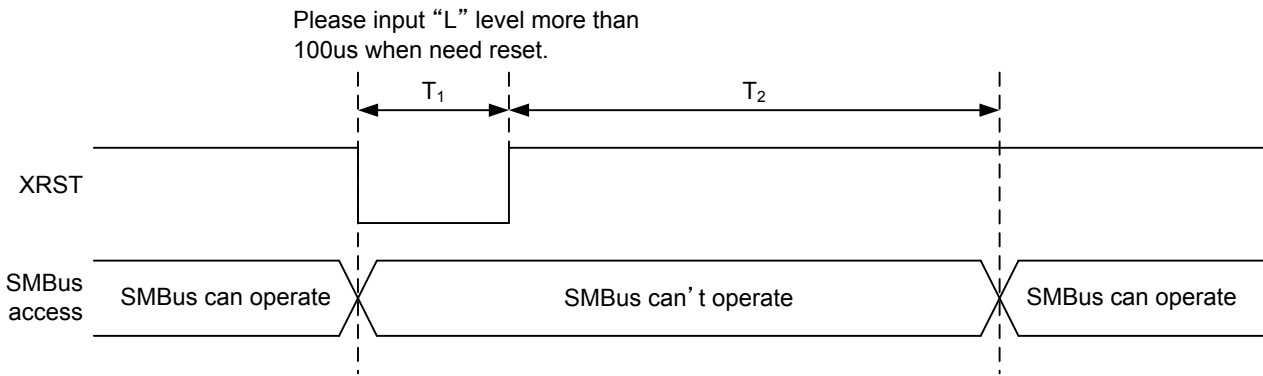 Please input “L” level more than
100us when need reset.
T₁
T₂
XRST
SMBus
access
SMBus can operate
SMBus can’t operate
SMBus can operate